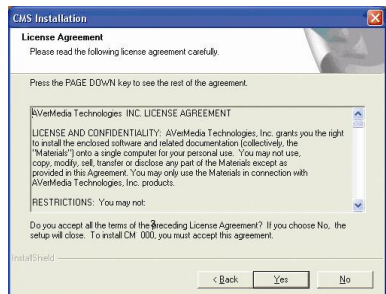 CMS Installation
License Agreement
Please read the following license agreement carefully.
Press the PAGE DOWN key to see the rest of the agreement.
AVerMedia Technologies INC. LICENSE AGREEMENT
LICENSE AND CONFIDENTIALITY: AVerMedia Technologies, Inc. grants you the right
to install the enclosed software and related documentation (collectively, the
"Materials") onto a single computer for your personal use. You may not use,
copy, modify, sell, transfer or disclose any part of the Materials except as
provided in this Agreement. You may only use the Materials in connection with
AVerMedia Technologies, Inc. products.
RESTRICTIONS: You may not:
Do you accept all the terms of the preceding License Agreement? If you choose No, the
setup will close. To install CM 000, you must accept this agreement.
InstallShield
< Back
Yes
No